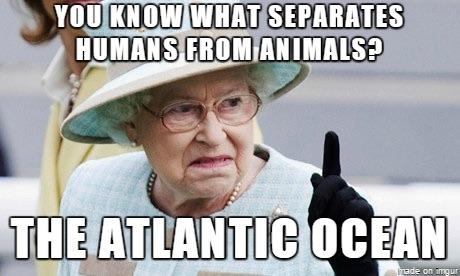 YOU KNOW WHAT SEPARATES
HUMANS FROM ANIMALS?
THE ATLANTIC OCEAN
made on imgur